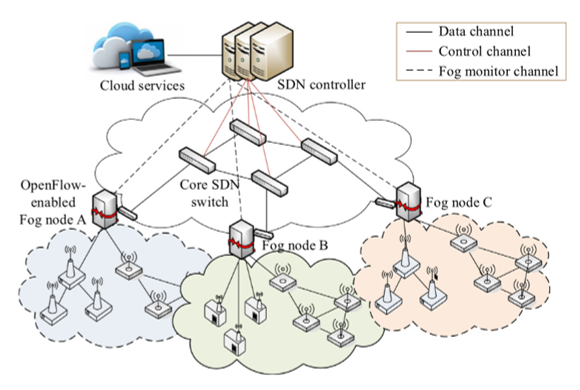 Data channel
Control channel
Fog monitor channel
Cloud services
SDN controller
Core SDN
switch
OpenFlow-
enabled
Fog node A
Fog node B
Fog node C